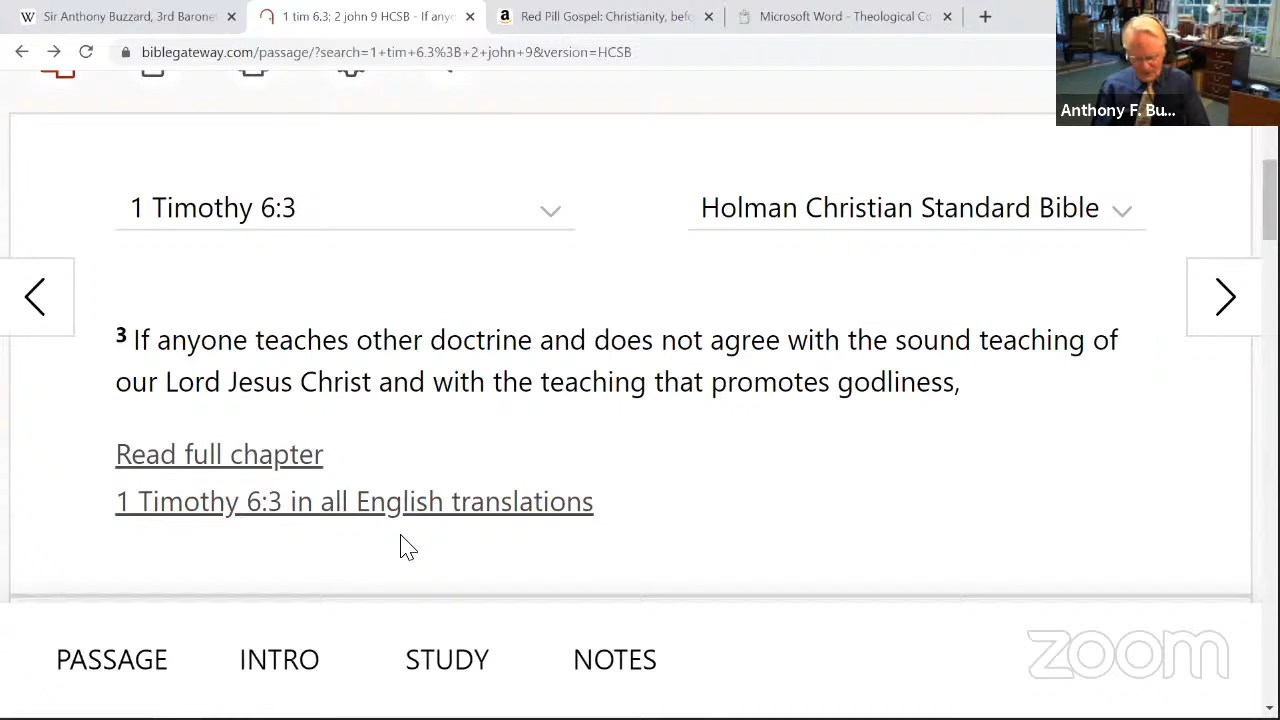 Sir Anthony Buzzard, 3rd Barone
1 tim 6.3; 2 john 9 HCSB - If anyo
Red Pill Gospel: Christianity, befo
Microsoft Word - Theological Co
biblegateway.com/passage/?search=1+tim+6.3%3B+2+john+9&version=HCSB
Anthony F. Bu...
1 Timothy 6:3
Holman Christian Standard Bible
3 If anyone teaches other doctrine and does not agree with the sound teaching of
our Lord Jesus Christ and with the teaching that promotes godliness,
Read full chapter
1 Timothy 6:3 in all English translations
PASSAGE INTRO STUDY NOTES
zoom